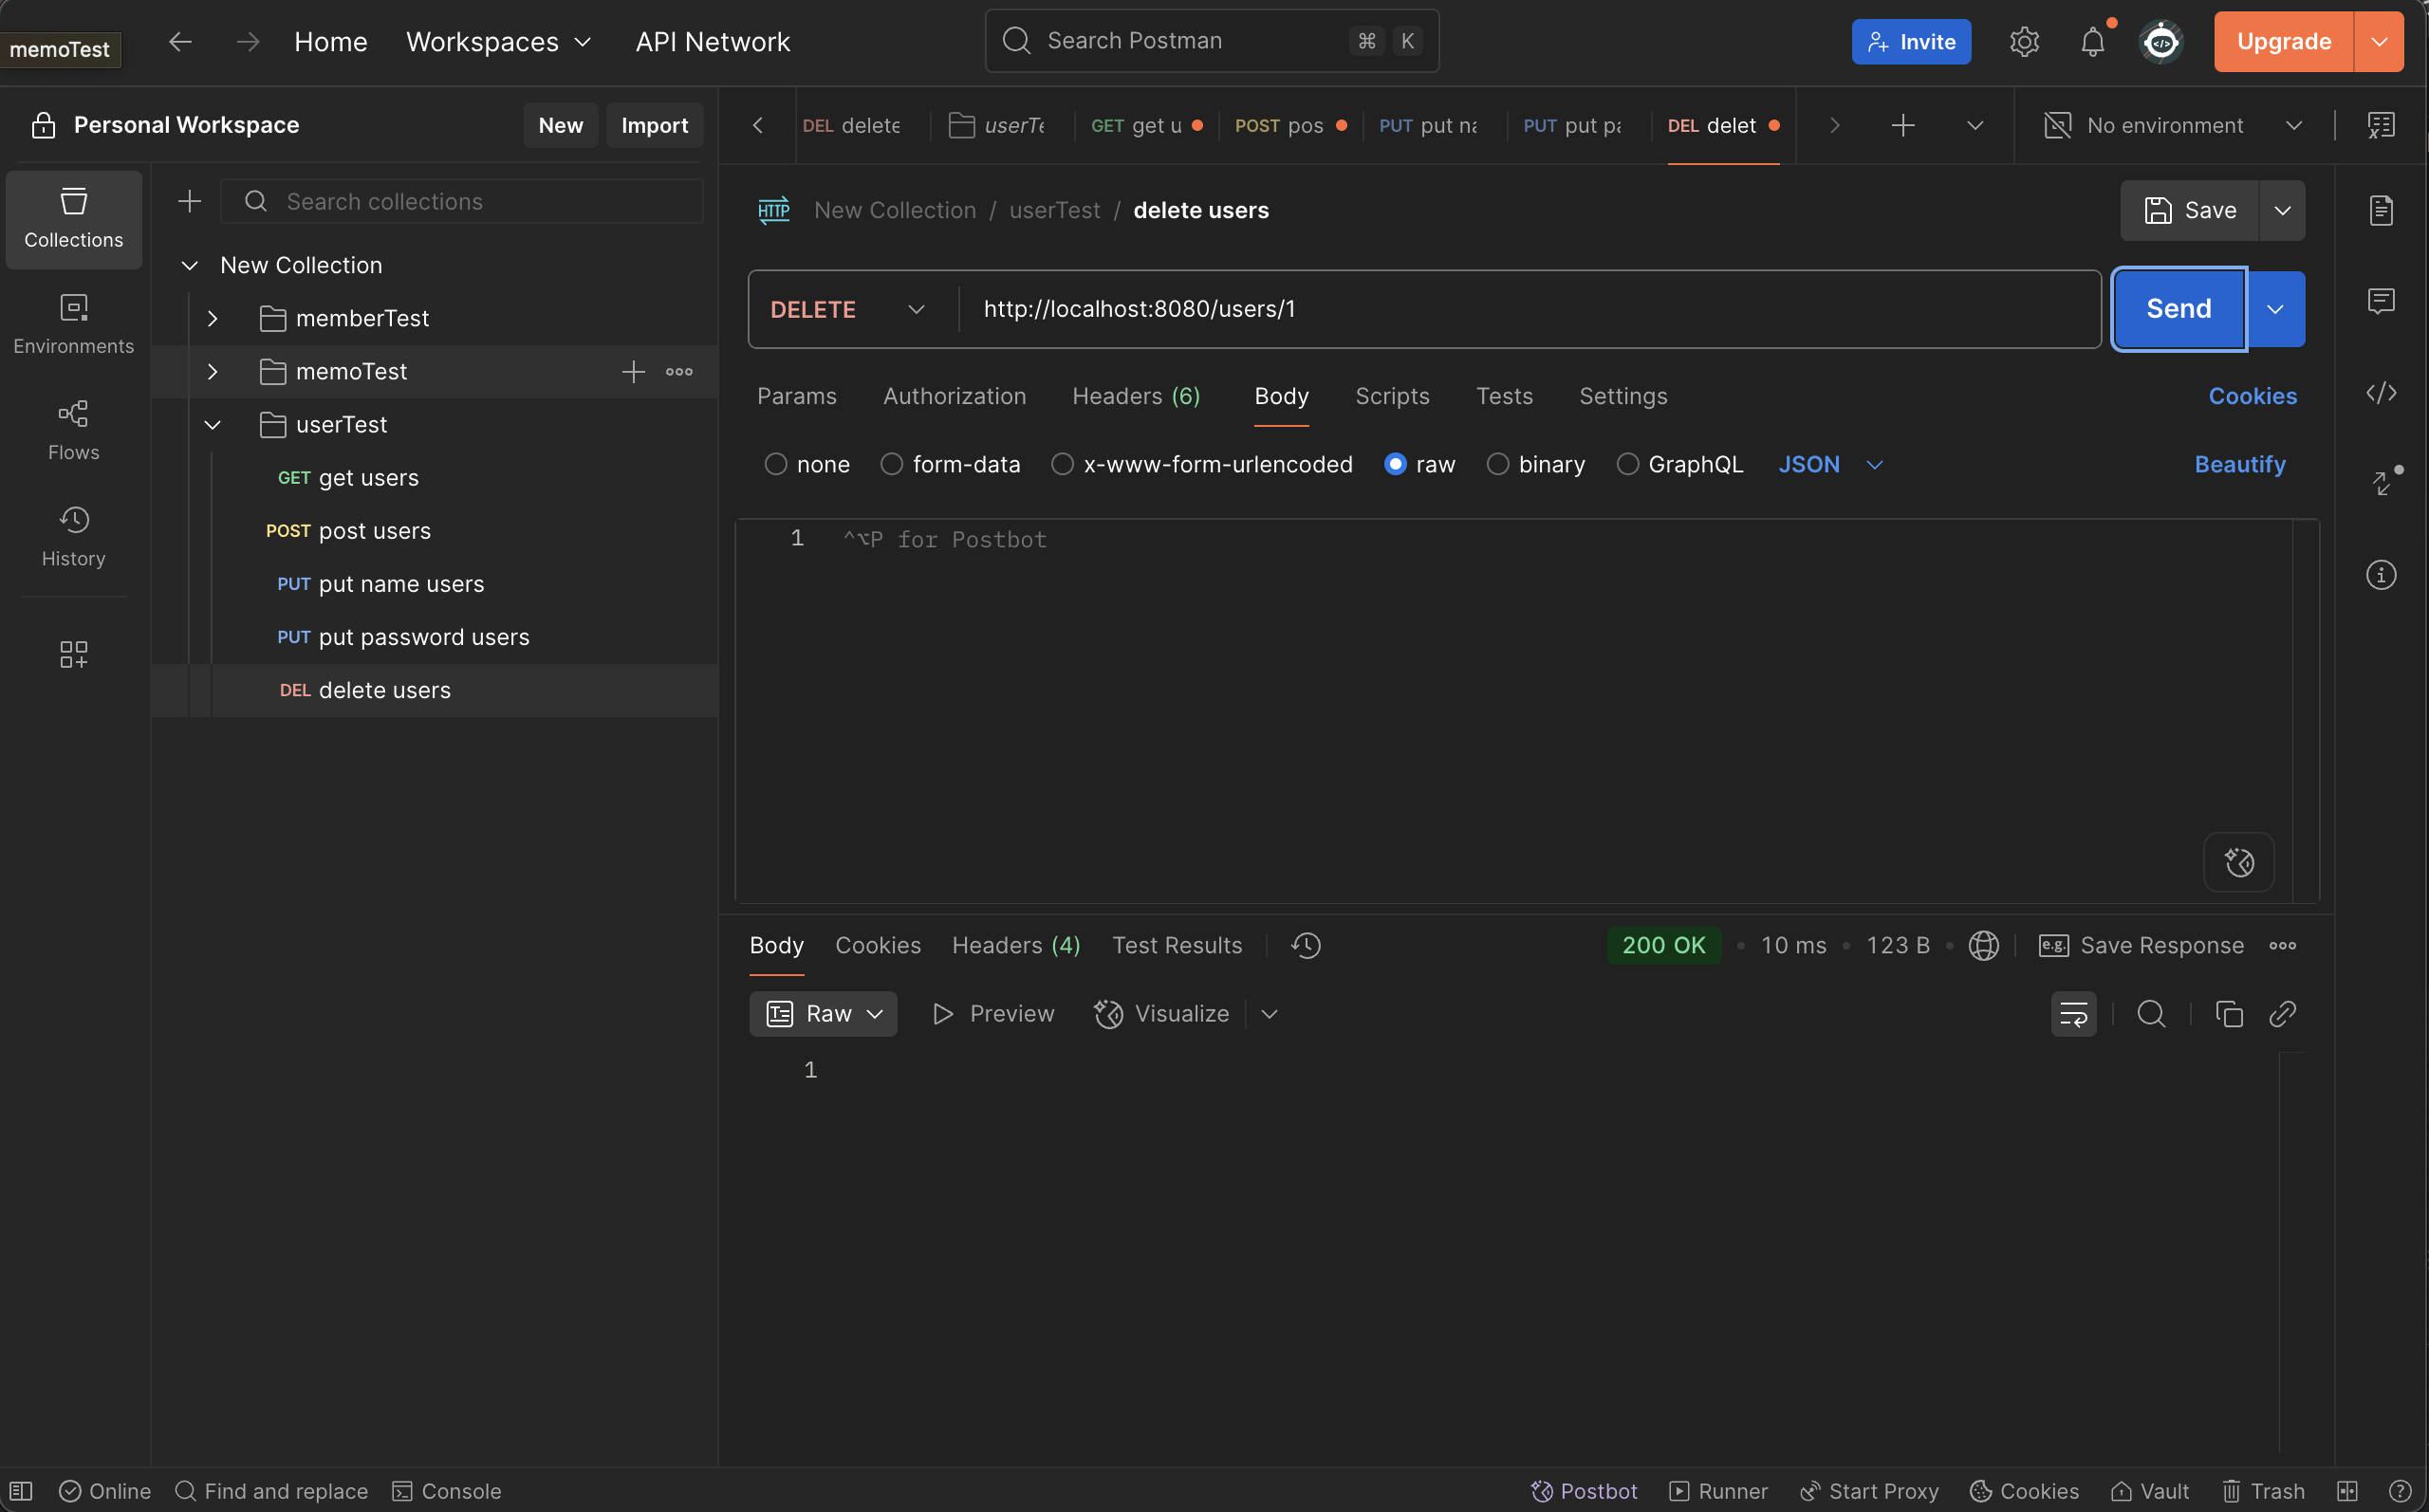 memoTest
Home Workspaces API Network
Search Postman ⌘ K
Invite
Upgrade
Personal Workspace
New Import
DEL delete
userTe
GET get u
POST pos
PUT put na
PUT put pa
DEL delet
No environment
Collections
Environments
Flows
History
Search collections
New Collection
memberTest
memoTest
userTest
GET get users
POST post users
PUT put name users
PUT put password users
DEL delete users
HTTP New Collection / userTest / delete users
Save
DELETE http://localhost:8080/users/1
Send
Params Authorization Headers (6) Body Scripts Tests Settings Cookies
none form-data x-www-form-urlencoded raw binary GraphQL JSON Beautify
1 ⌃⌥P for Postbot
Body Cookies Headers (4) Test Results
200 OK • 10 ms • 123 B • e.g. Save Response
Raw Preview Visualize
1
Online Find and replace Console
Postbot Runner Start Proxy Cookies Vault Trash